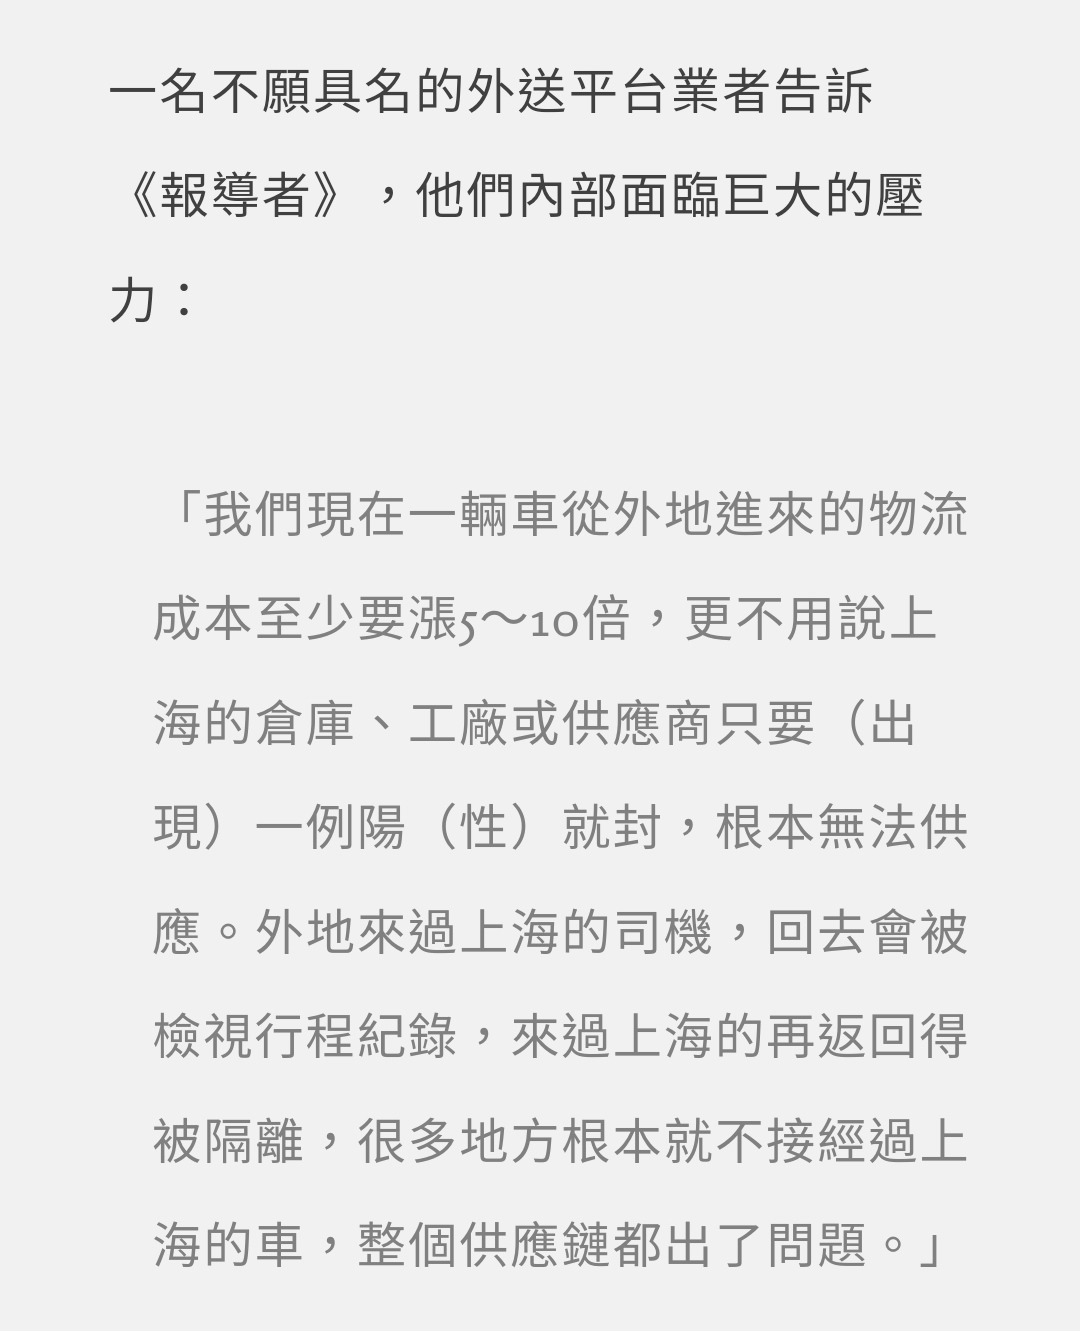 一名不願具名的外送平台業者告訴
《報導者》，他們內部面臨巨大的壓
力：
「我們現在一輛車從外地進來的物流
成本至少要漲5～10倍，更不用說上
海的倉庫、工廠或供應商只要（出
現）一例陽（性）就封，根本無法供
應。外地來過上海的司機，回去會被
檢視行程紀錄，來過上海的再返回得
被隔離，很多地方根本就不接經過上
海的車，整個供應鏈都出了問題。」